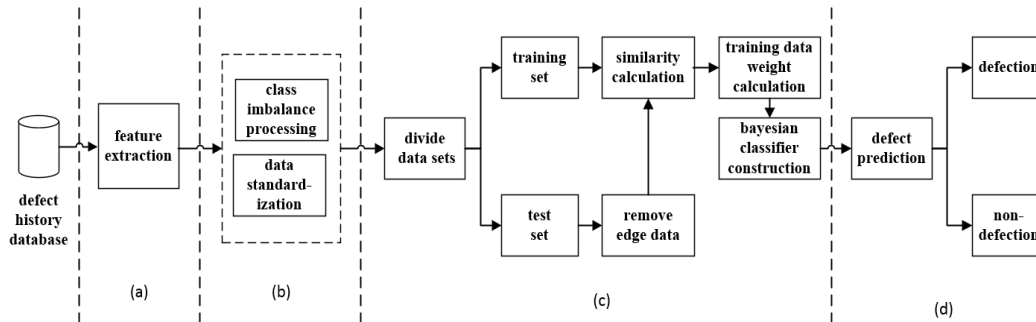 defect
history
database
feature
extraction
(a)
class
imbalance
processing
data
standard-
ization
(b)
divide
data sets
training
set
similarity
calculation
training data
weight
calculation
bayesian
classifier
construction
test
set
remove
edge data
(c)
defect
prediction
defection
non-
defection
(d)